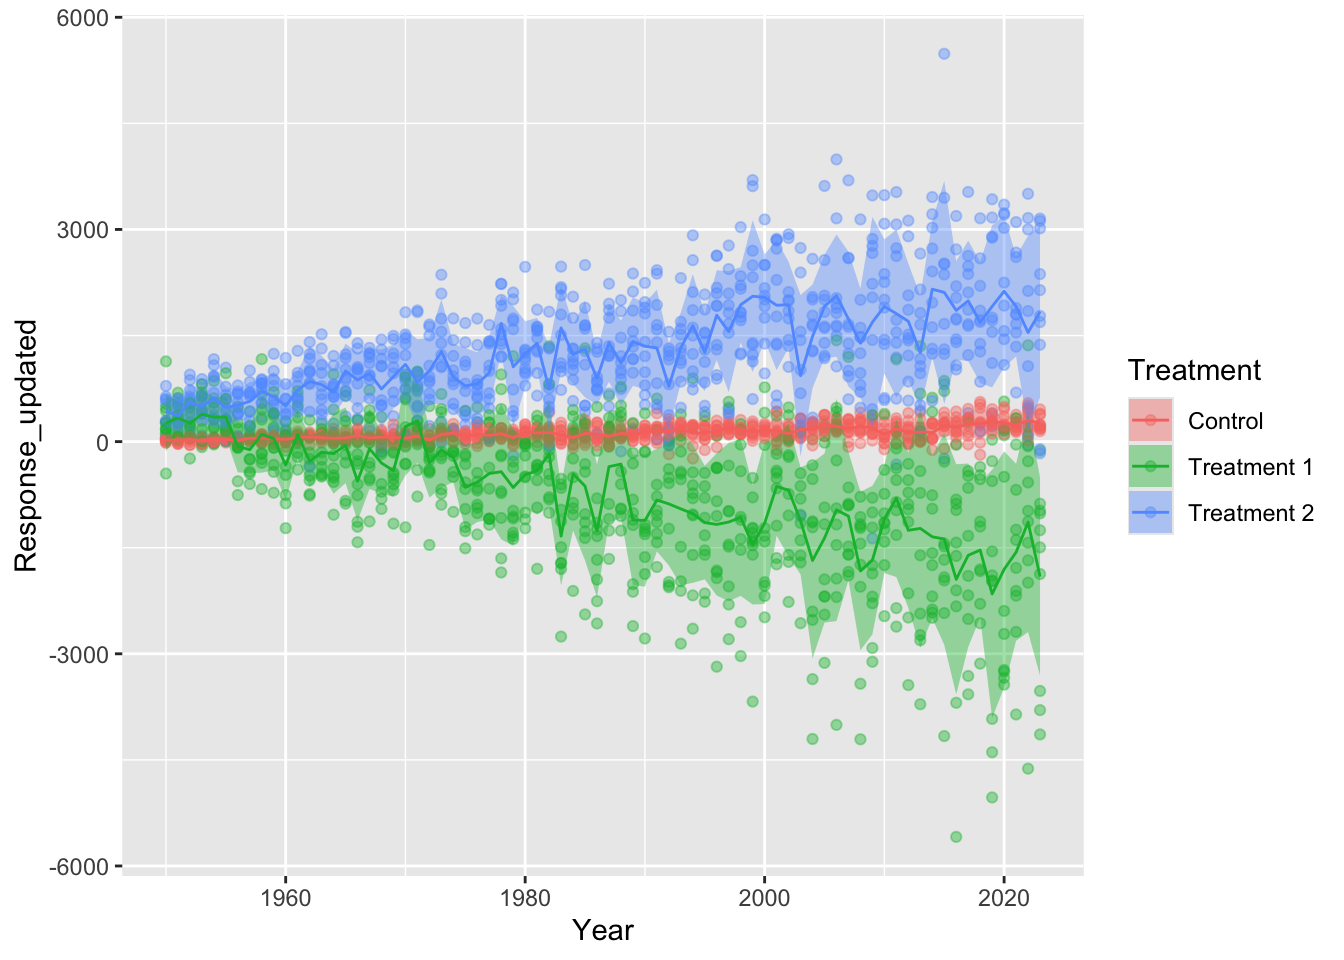 6000
3000
0
-3000
-6000
Response_updated
1960
1980
2000
2020
Year
Treatment
Control
Treatment 1
Treatment 2